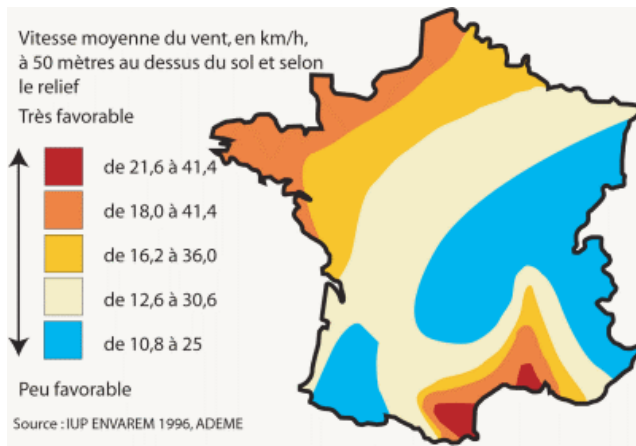 Vitesse moyenne du vent, en km/h,
à 50 mètres au dessus du sol et selon
le relief
Très favorable
de 21,6 à 41,4
de 18,0 à 41,4
de 16,2 à 36,0
de 12,6 à 30,6
de 10,8 à 25
Peu favorable
Source : IUP ENVAREM 1996, ADEME